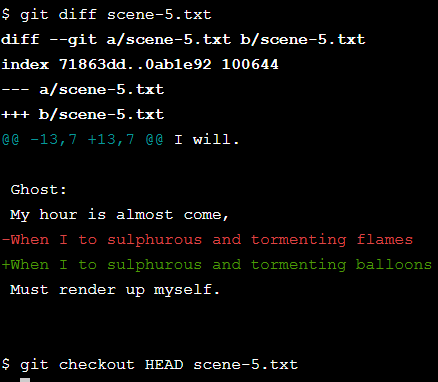 $ git diff scene-5.txt
diff --git a/scene-5.txt b/scene-5.txt
index 71863dd..0ab1e92 100644
--- a/scene-5.txt
+++ b/scene-5.txt
@@ -13,7 +13,7 @@ I will.

 Ghost:
 My hour is almost come,
-When I to sulphurous and tormenting flames
+When I to sulphurous and tormenting balloons
 Must render up myself.


$ git checkout HEAD scene-5.txt